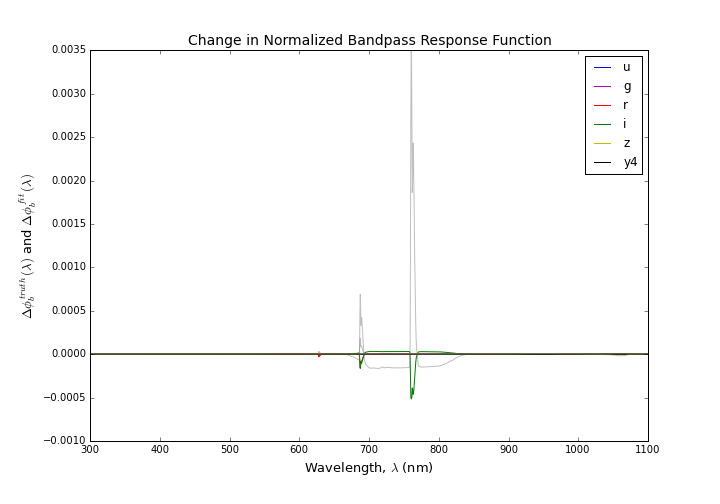 Change in Normalized Bandpass Response Function
Δϕ_b^{truth}(λ) and Δϕ_b^{fit}(λ)
0.0035
0.0030
0.0025
0.0020
0.0015
0.0010
0.0005
0.0000
−0.0005
−0.0010
u
g
r
i
z
y4
300 400 500 600 700 800 900 1000 1100
Wavelength, λ (nm)